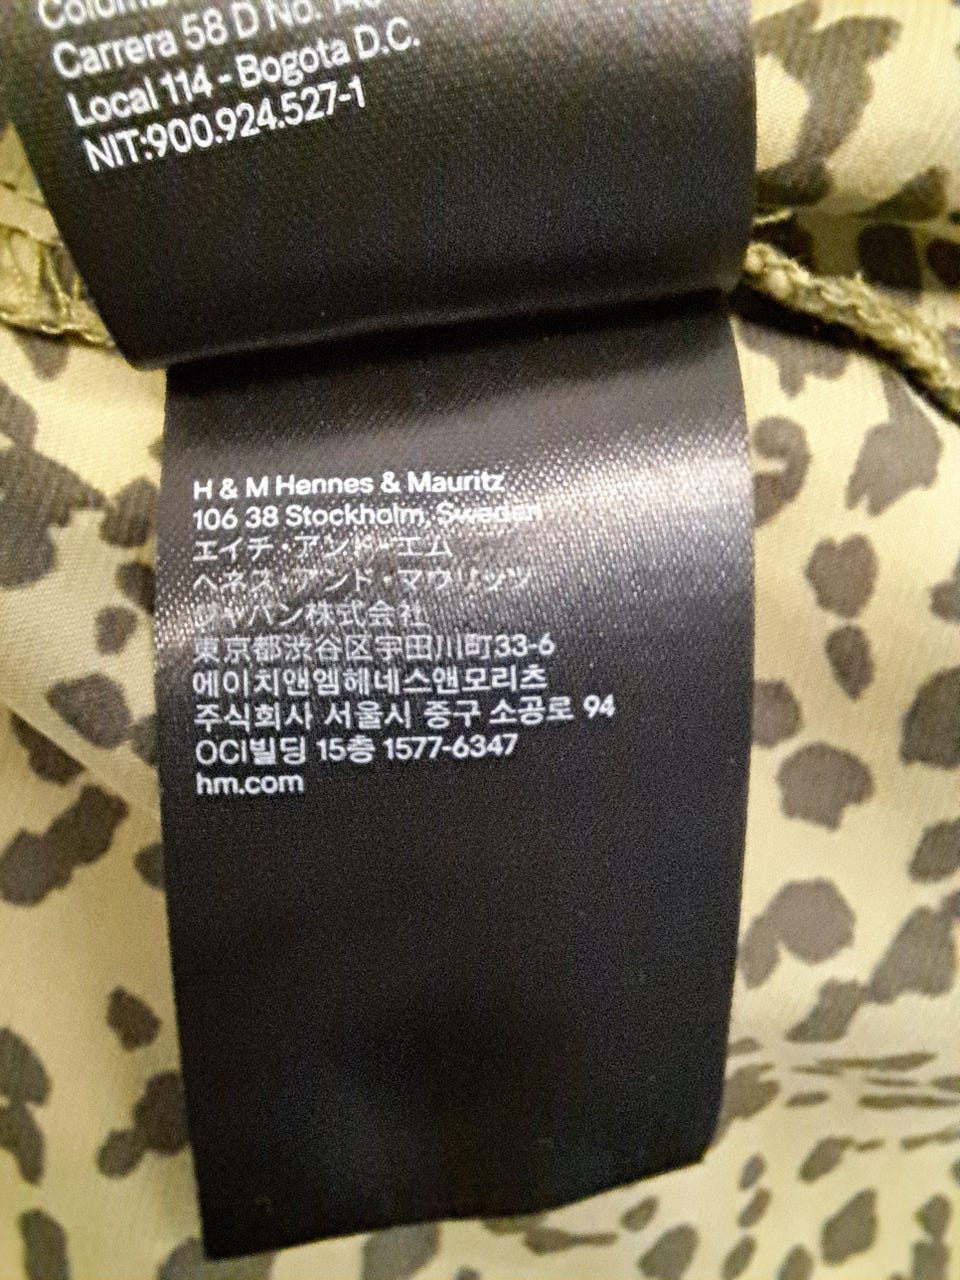 Carrera 58 D No.
Local 114 - Bogota D.C.
NIT:900.924.527-1
H & M Hennes & Mauritz
106 38 Stockholm, Sweden
エイチ・アンド・エム
ヘネス・アンド・マウリッツ
ジャパン株式会社
東京都渋谷区宇田川町33-6
에이치앤엠헤네스앤모리츠
주식회사 서울시 중구 소공로 94
OCI빌딩 15층 1577-6347
hm.com